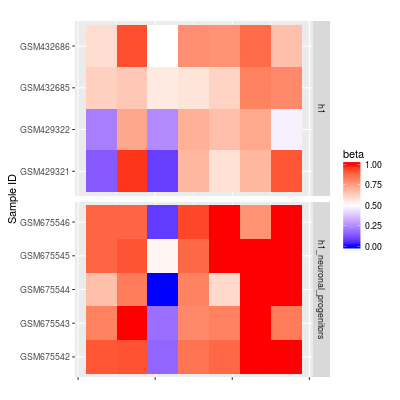 GSM432686
GSM432685
GSM429322
GSM429321
h1
GSM675546
GSM675545
GSM675544
GSM675543
GSM675542
h1_neuronal_progenitors
Sample ID
beta
1.00
0.75
0.50
0.25
0.00